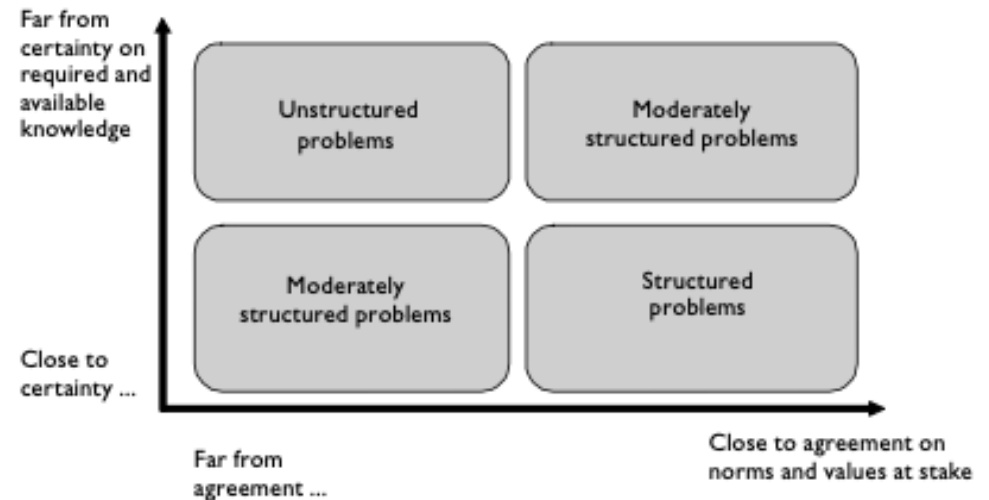 Far from
certainty on
required and
available
knowledge
Unstructured
problems
Moderately
structured problems
Moderately
structured problems
Structured
problems
Close to
certainty ...
Far from
agreement ...
Close to agreement on
norms and values at stake